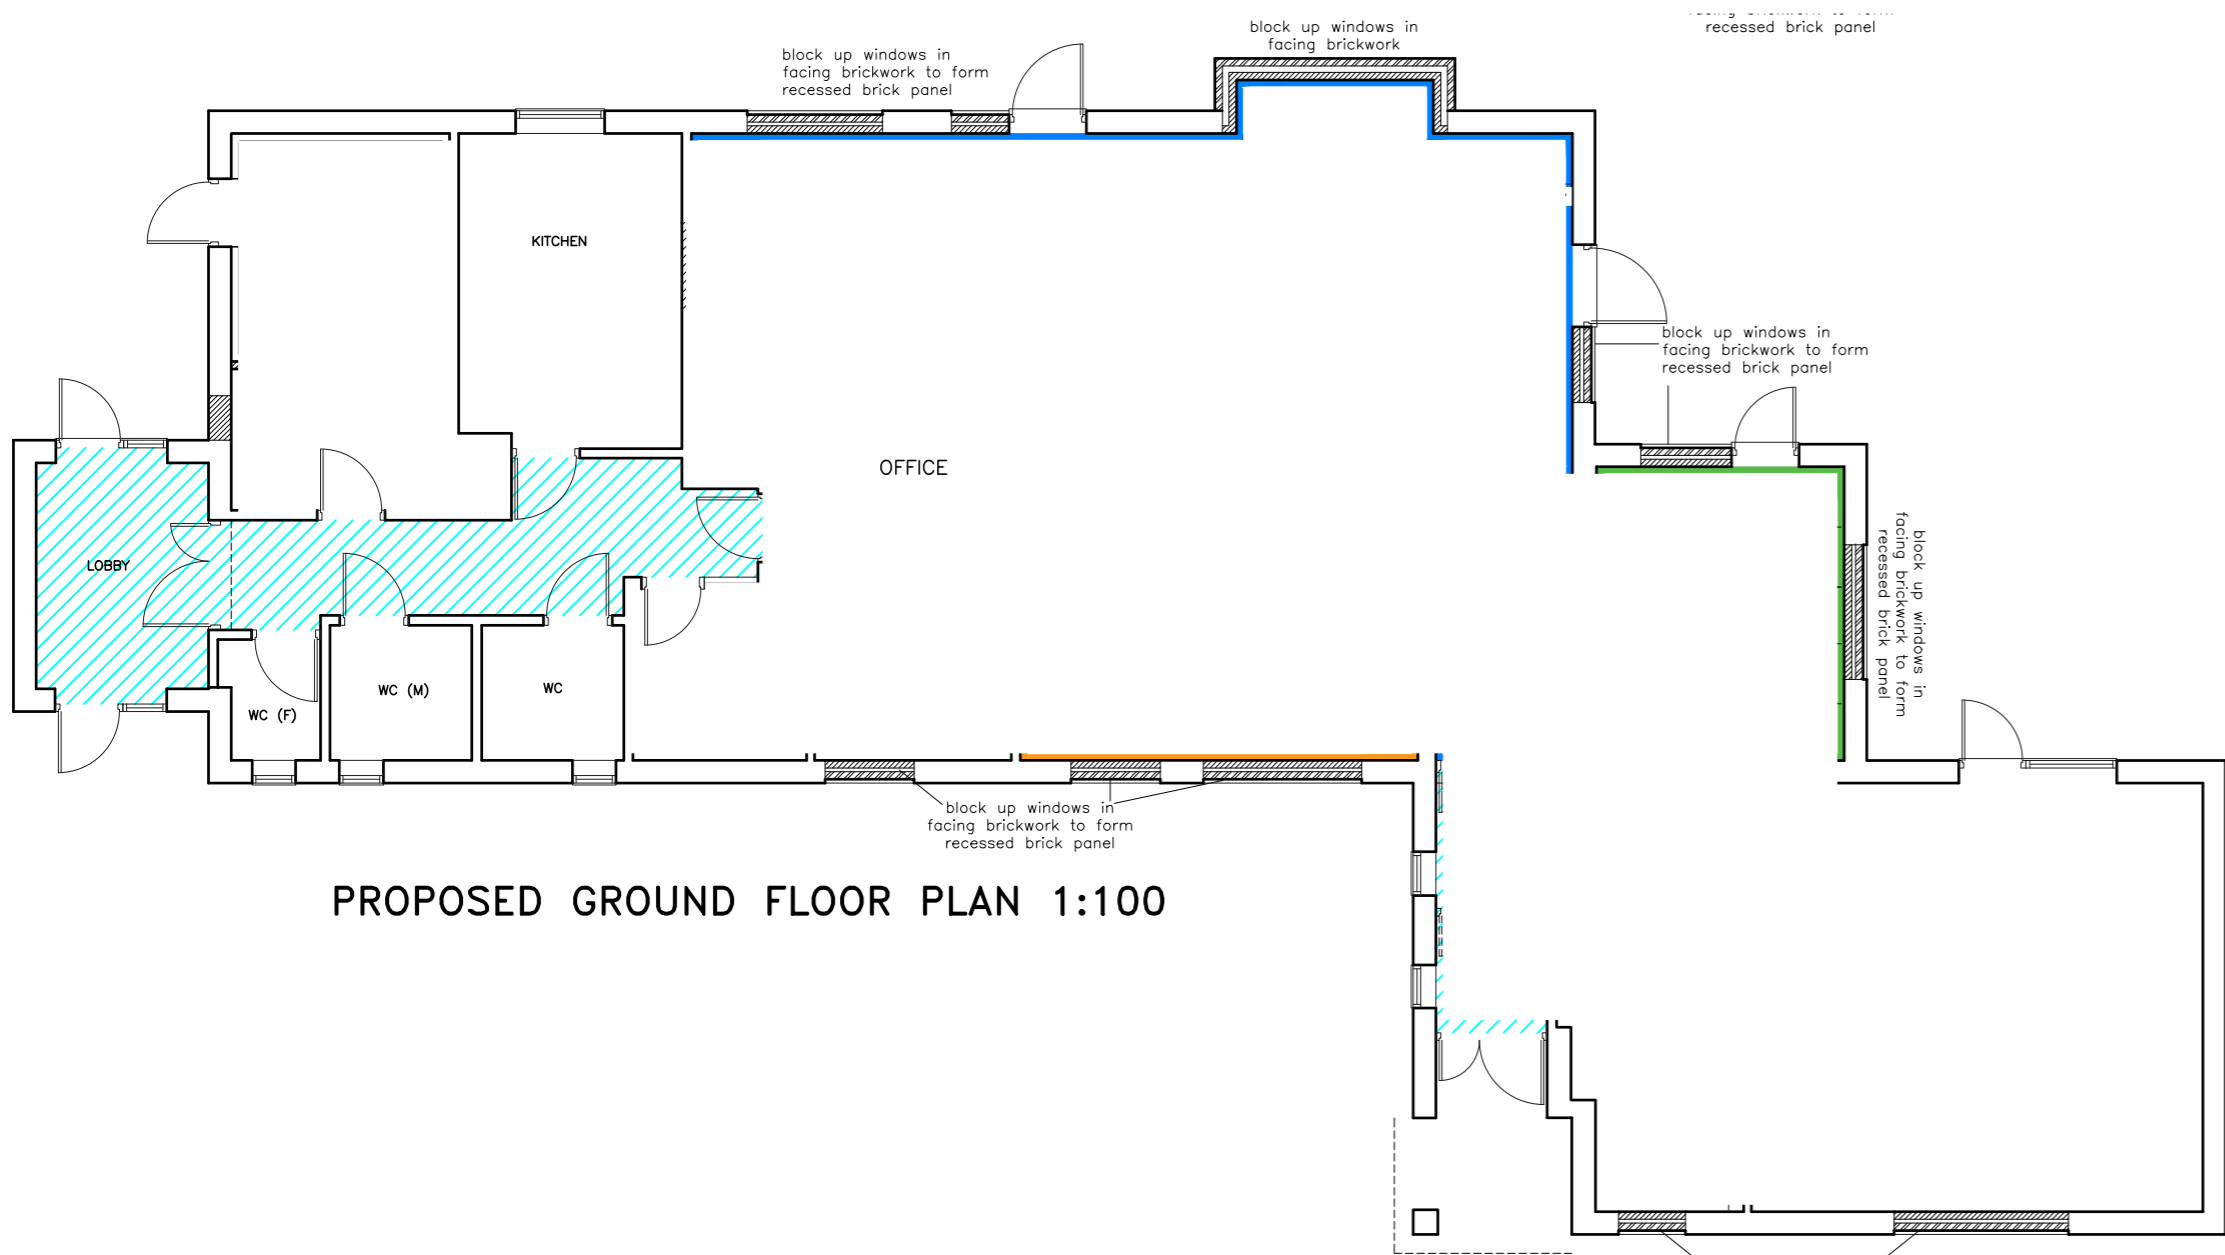 recessed brick panel
block up windows in
facing brickwork
block up windows in
facing brickwork to form
recessed brick panel
KITCHEN
block up windows in
facing brickwork to form
recessed brick panel
OFFICE
block up windows in
facing brickwork to form
recessed brick panel
LOBBY
WC (F)
WC (M)
WC
block up windows in
facing brickwork to form
recessed brick panel
PROPOSED GROUND FLOOR PLAN 1:100